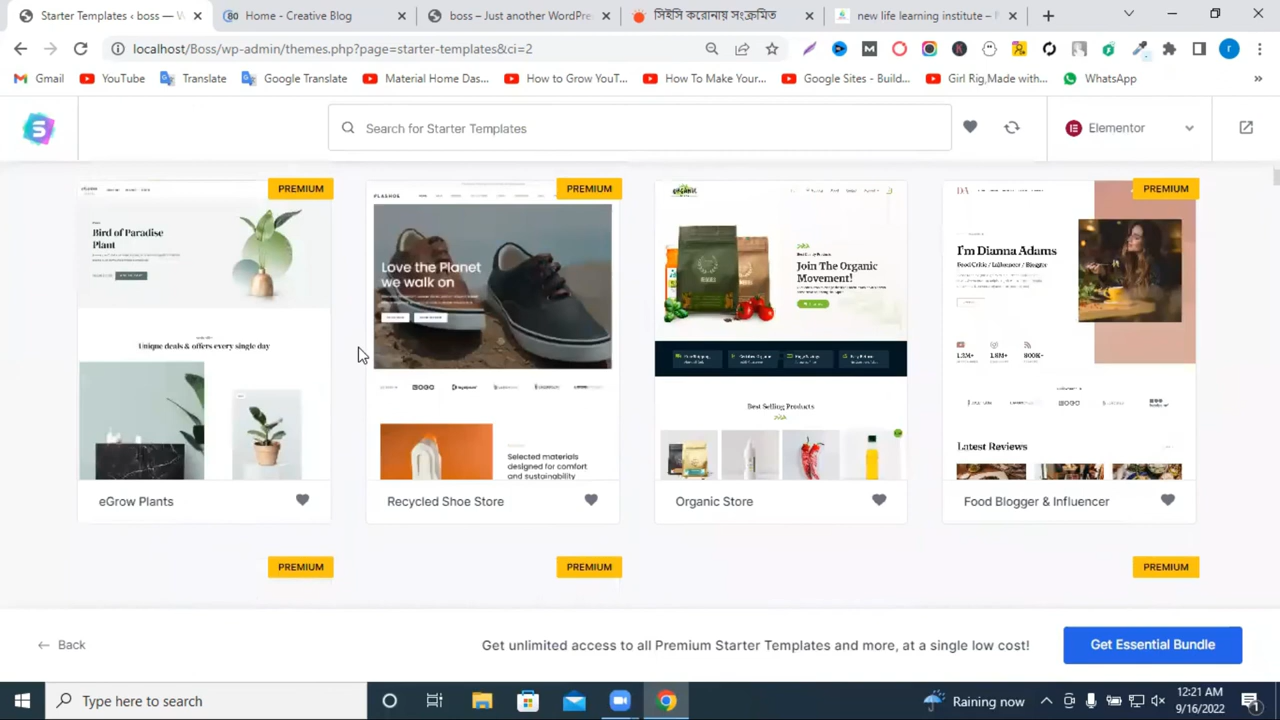 Starter Templates ‹ boss — W
Home - Creative Blog
boss – Just another WordPre
সিইসি করোনায় সংক্রমিত
new life learning institute –
localhost/Boss/wp-admin/themes.php?page=starter-templates&ci=2
Gmail
YouTube
Translate
Google Translate
Material Home Das...
How to Grow YouT...
How To Make Your...
Google Sites - Build...
Girl Rig,Made with...
WhatsApp
Search for Starter Templates
Elementor
PREMIUM
PREMIUM
PREMIUM
Bird of Paradise
Plant
Unique deals & offers every single day
Love the Planet
we walk on
Selected materials
designed for comfort
and sustainability
Join The Organic
Movement!
Best Selling Products
I'm Dianna Adams
Food Critic / Influencer / Blogger
1.3M+
1.8M+
800K+
Latest Reviews
eGrow Plants
Recycled Shoe Store
Organic Store
Food Blogger & Influencer
PREMIUM
PREMIUM
PREMIUM
Back
Get unlimited access to all Premium Starter Templates and more, at a single low cost!
Get Essential Bundle
Type here to search
Raining now
12:21 AM
9/16/2022